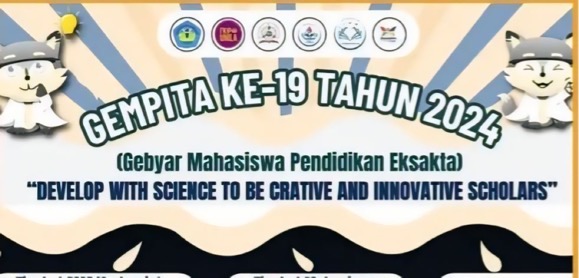 GEMPITA KE-19 TAHUN 2024
(Gebyar Mahasiswa Pendidikan Eksakta)
“DEVELOP WITH SCIENCE TO BE CRATIVE AND INNOVATIVE SCHOLARS”